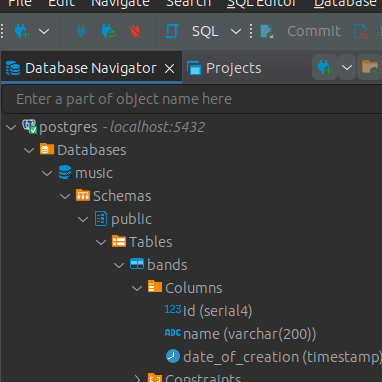 File Edit Navigate Search SQL Editor Database
SQL Commit
Database Navigator Projects
Enter a part of object name here
postgres - localhost:5432
Databases
music
Schemas
public
Tables
bands
Columns
123 id (serial4)
ABC name (varchar(200))
date_of_creation (timestamp)
Constraints